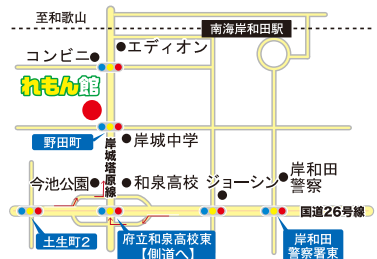 至和歌山
南海岸和田駅
コンビニ
エディオン
れもん館
野田町
岸城中学
岸城塔原線
今池公園
和泉高校
ジョーシン
岸和田
警察
国道26号線
土生町2
府立和泉高校東
【側道へ】
岸和田
警察署東